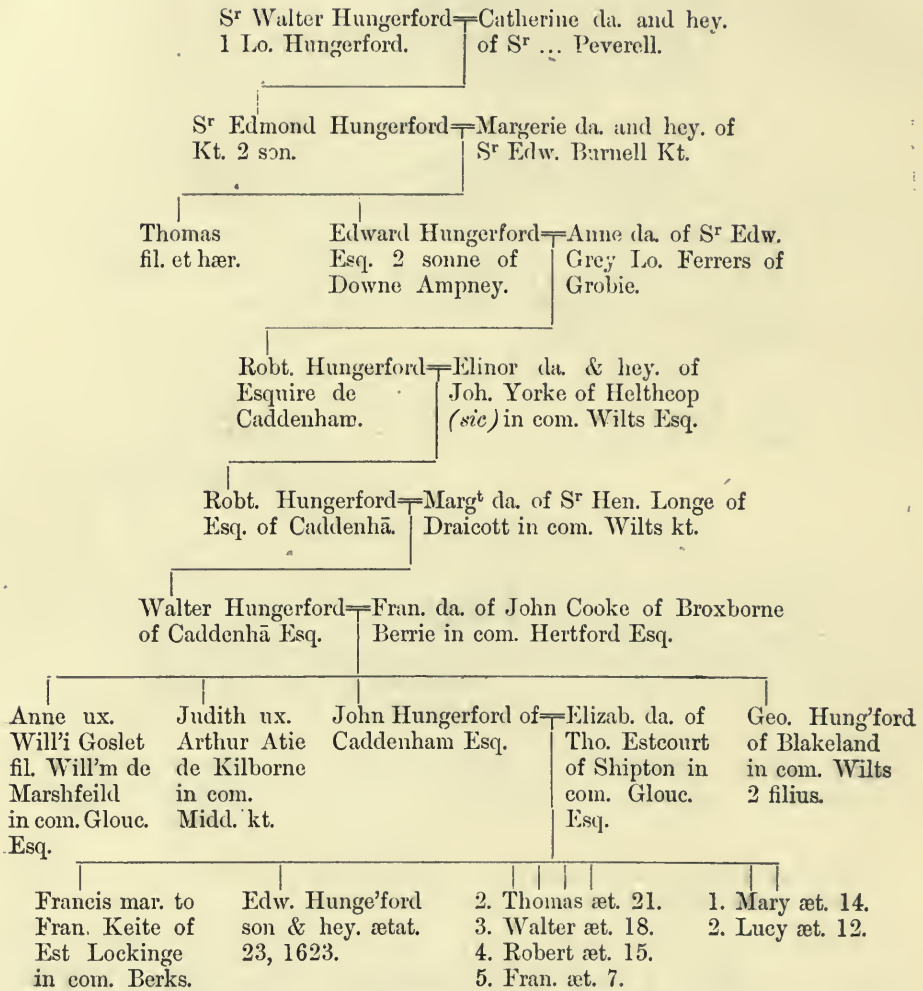 Sʳ Walter Hungerford
1 Lo. Hungerford.
Catherine da. and hey.
of Sʳ ... Peverell.
Sʳ Edmond Hungerford
Kt. 2 son.
Margerie da. and hey. of
Sʳ Edw. Burnell Kt.
Thomas
fil. et hær.
Edward Hungerford
Esq. 2 sonne of
Downe Ampney.
Anne da. of Sʳ Edw.
Grey Lo. Ferrers of
Grobie.
Robt. Hungerford
Esquire de
Caddenham.
Elinor da. & hey. of
Joh. Yorke of Helthcop
(sic) in com. Wilts Esq.
Robt. Hungerford
Esq. of Caddenhā.
Margᵗ da. of Sʳ Hen. Longe of
Draicott in com. Wilts kt.
Walter Hungerford
of Caddenhā Esq.
Fran. da. of John Cooke of Broxborne
Berrie in com. Hertford Esq.
Anne ux.
Will'i Goslet
fil. Will'm de
Marshfeild
in com. Glouc.
Esq.
Judith ux.
Arthur Atie
de Kilborne
in com.
Midd. kt.
John Hungerford of
Caddenham Esq.
Elizab. da. of
Tho. Estcourt
of Shipton in
com. Glouc.
Esq.
Geo. Hung'ford
of Blakeland
in com. Wilts
2 filius.
Francis mar. to
Fran. Keite of
Est Lockinge
in com. Berks.
Edw. Hunge'ford
son & hey. ætat.
23, 1623.
2. Thomas æt. 21.
3. Walter æt. 18.
4. Robert æt. 15.
5. Fran. æt. 7.
1. Mary æt. 14.
2. Lucy æt. 12.